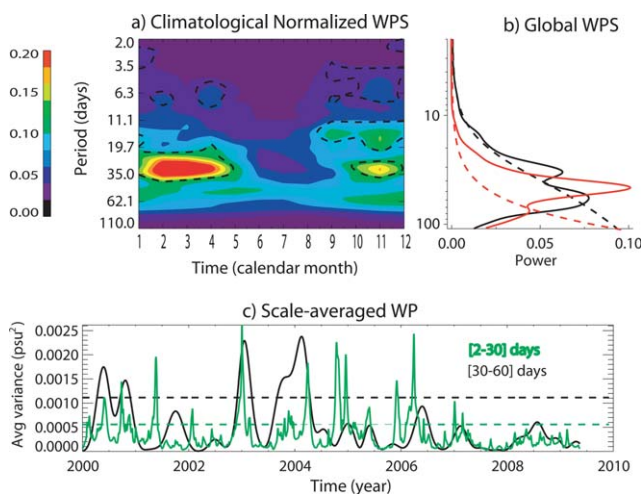 a) Climatological Normalized WPS
b) Global WPS
0.20
0.15
0.10
0.05
0.00
Period (days)
2.0
3.5
6.3
11.1
19.7
35.0
62.1
110.0
1 2 3 4 5 6 7 8 9 10 11 12
Time (calendar month)
10
100
0.00 0.05 0.10
Power
c) Scale-averaged WP
Avg variance (psu²)
0.0025
0.0020
0.0015
0.0010
0.0005
0.0000
[2-30] days
[30-60] days
2000 2002 2004 2006 2008 2010
Time (year)